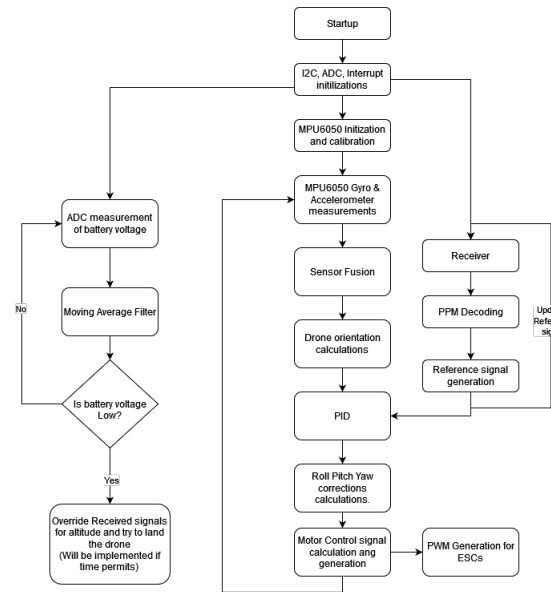 Startup
I2C, ADC, Interrupt
initilizations
MPU6050 Initization
and calibration
MPU6050 Gyro &
Accelerometer
measurements
ADC measurement
of battery voltage
Receiver
Sensor Fusion
No
Moving Average Filter
PPM Decoding
Upd
Refer
sig
Drone orientation
calculations
Reference signal
generation
Is battery voltage
Low?
PID
Yes
Roll Pitch Yaw
corrections
calculations.
Override Received signals
for altitude and try to land
the drone
(Will be implemented if
time permits)
Motor Control signal
calculation ang
generation
PWM Generation for
ESCs